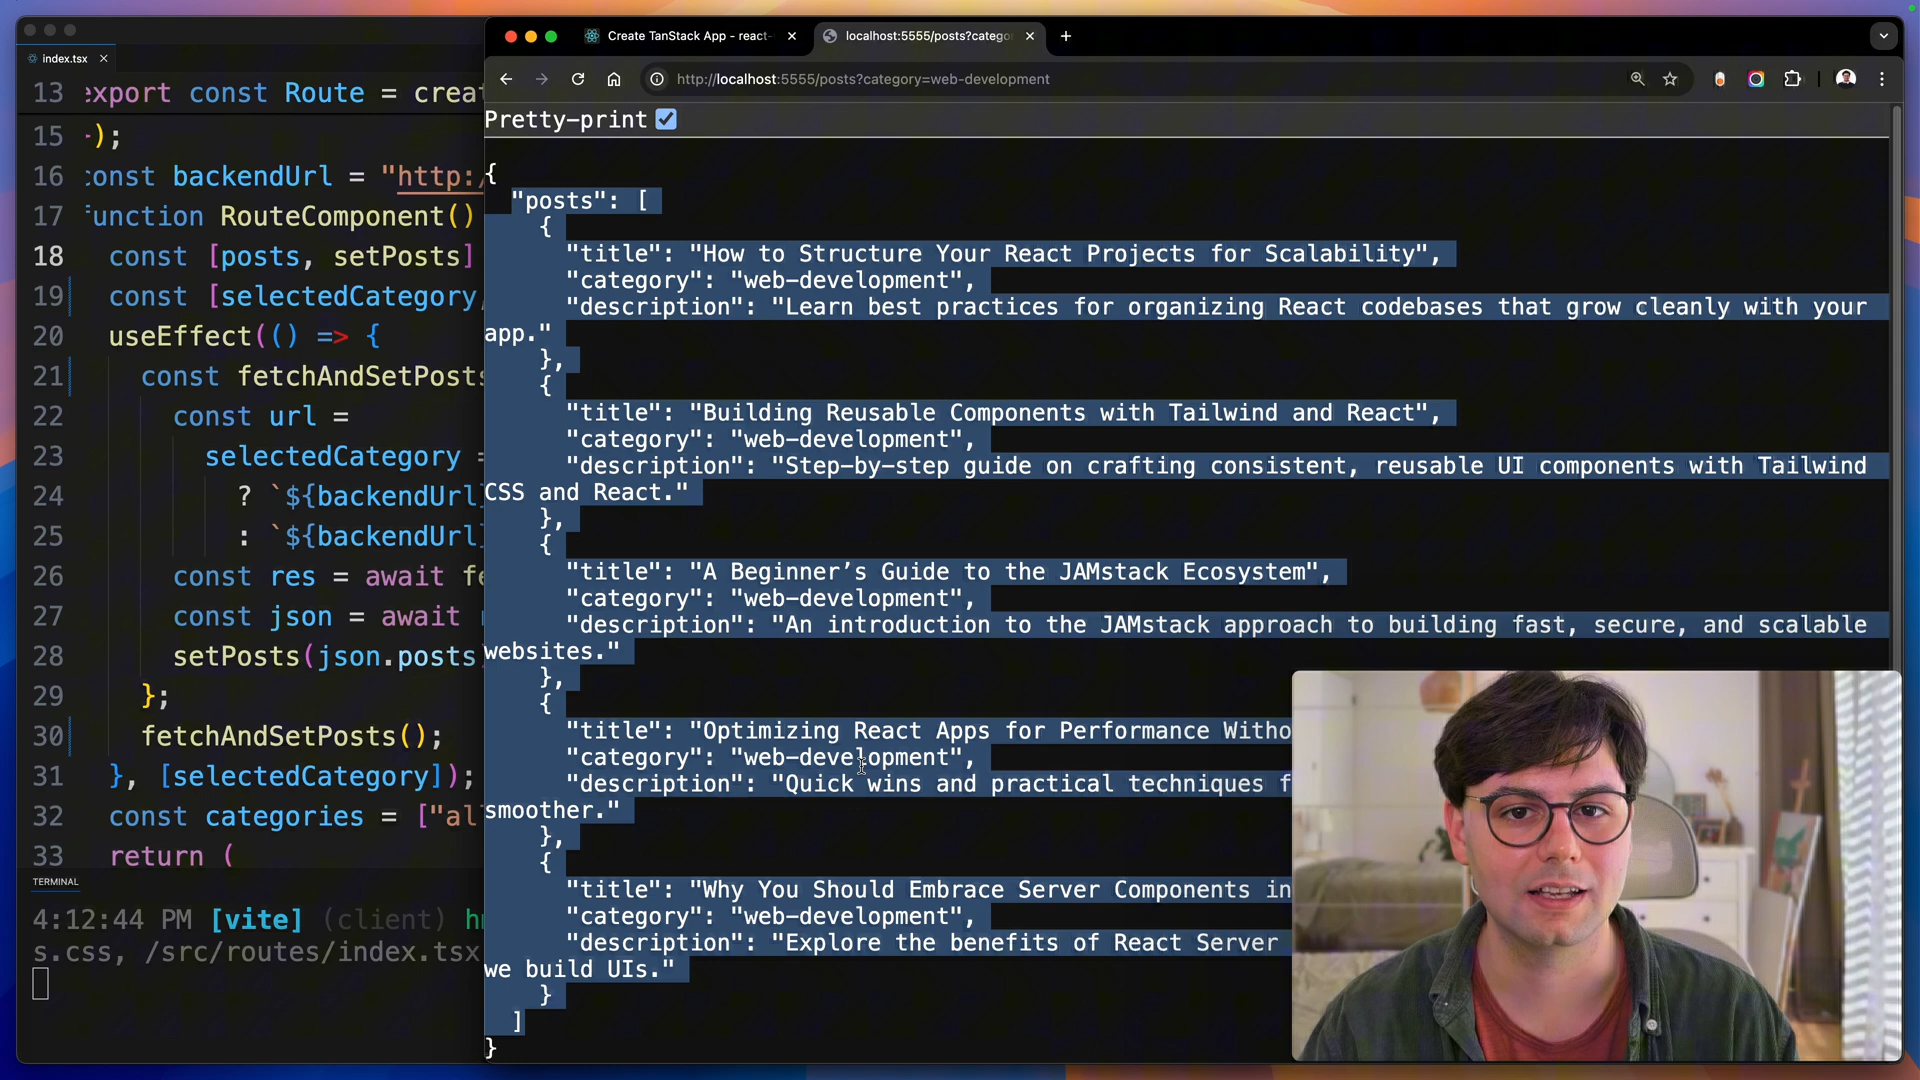 index.tsx
13 export const Route = crea
15 });
16 const backendUrl = "http:/
17 function RouteComponent()
18 const [posts, setPosts]
19 const [selectedCategory,
20 useEffect(() => {
21 const fetchAndSetPosts
22 const url =
23 selectedCategory =
24 ? `${backendUrl}
25 : `${backendUrl}
26 const res = await fe
27 const json = await
28 setPosts(json.posts
29 };
30 fetchAndSetPosts();
31 }, [selectedCategory]);
32 const categories = ["al
33 return (
TERMINAL
4:12:44 PM [vite] (client) hm
s.css, /src/routes/index.tsx
Create TanStack App - react-
localhost:5555/posts?catego
http://localhost:5555/posts?category=web-development
Pretty-print
{
"posts": [
{
"title": "How to Structure Your React Projects for Scalability",
"category": "web-development",
"description": "Learn best practices for organizing React codebases that grow cleanly with your
app."
},
{
"title": "Building Reusable Components with Tailwind and React",
"category": "web-development",
"description": "Step-by-step guide on crafting consistent, reusable UI components with Tailwind
CSS and React."
},
{
"title": "A Beginner’s Guide to the JAMstack Ecosystem",
"category": "web-development",
"description": "An introduction to the JAMstack approach to building fast, secure, and scalable
websites."
},
{
"title": "Optimizing React Apps for Performance Witho
"category": "web-development",
"description": "Quick wins and practical techniques f
smoother."
},
{
"title": "Why You Should Embrace Server Components in
"category": "web-development",
"description": "Explore the benefits of React Server
we build UIs."
}
]
}